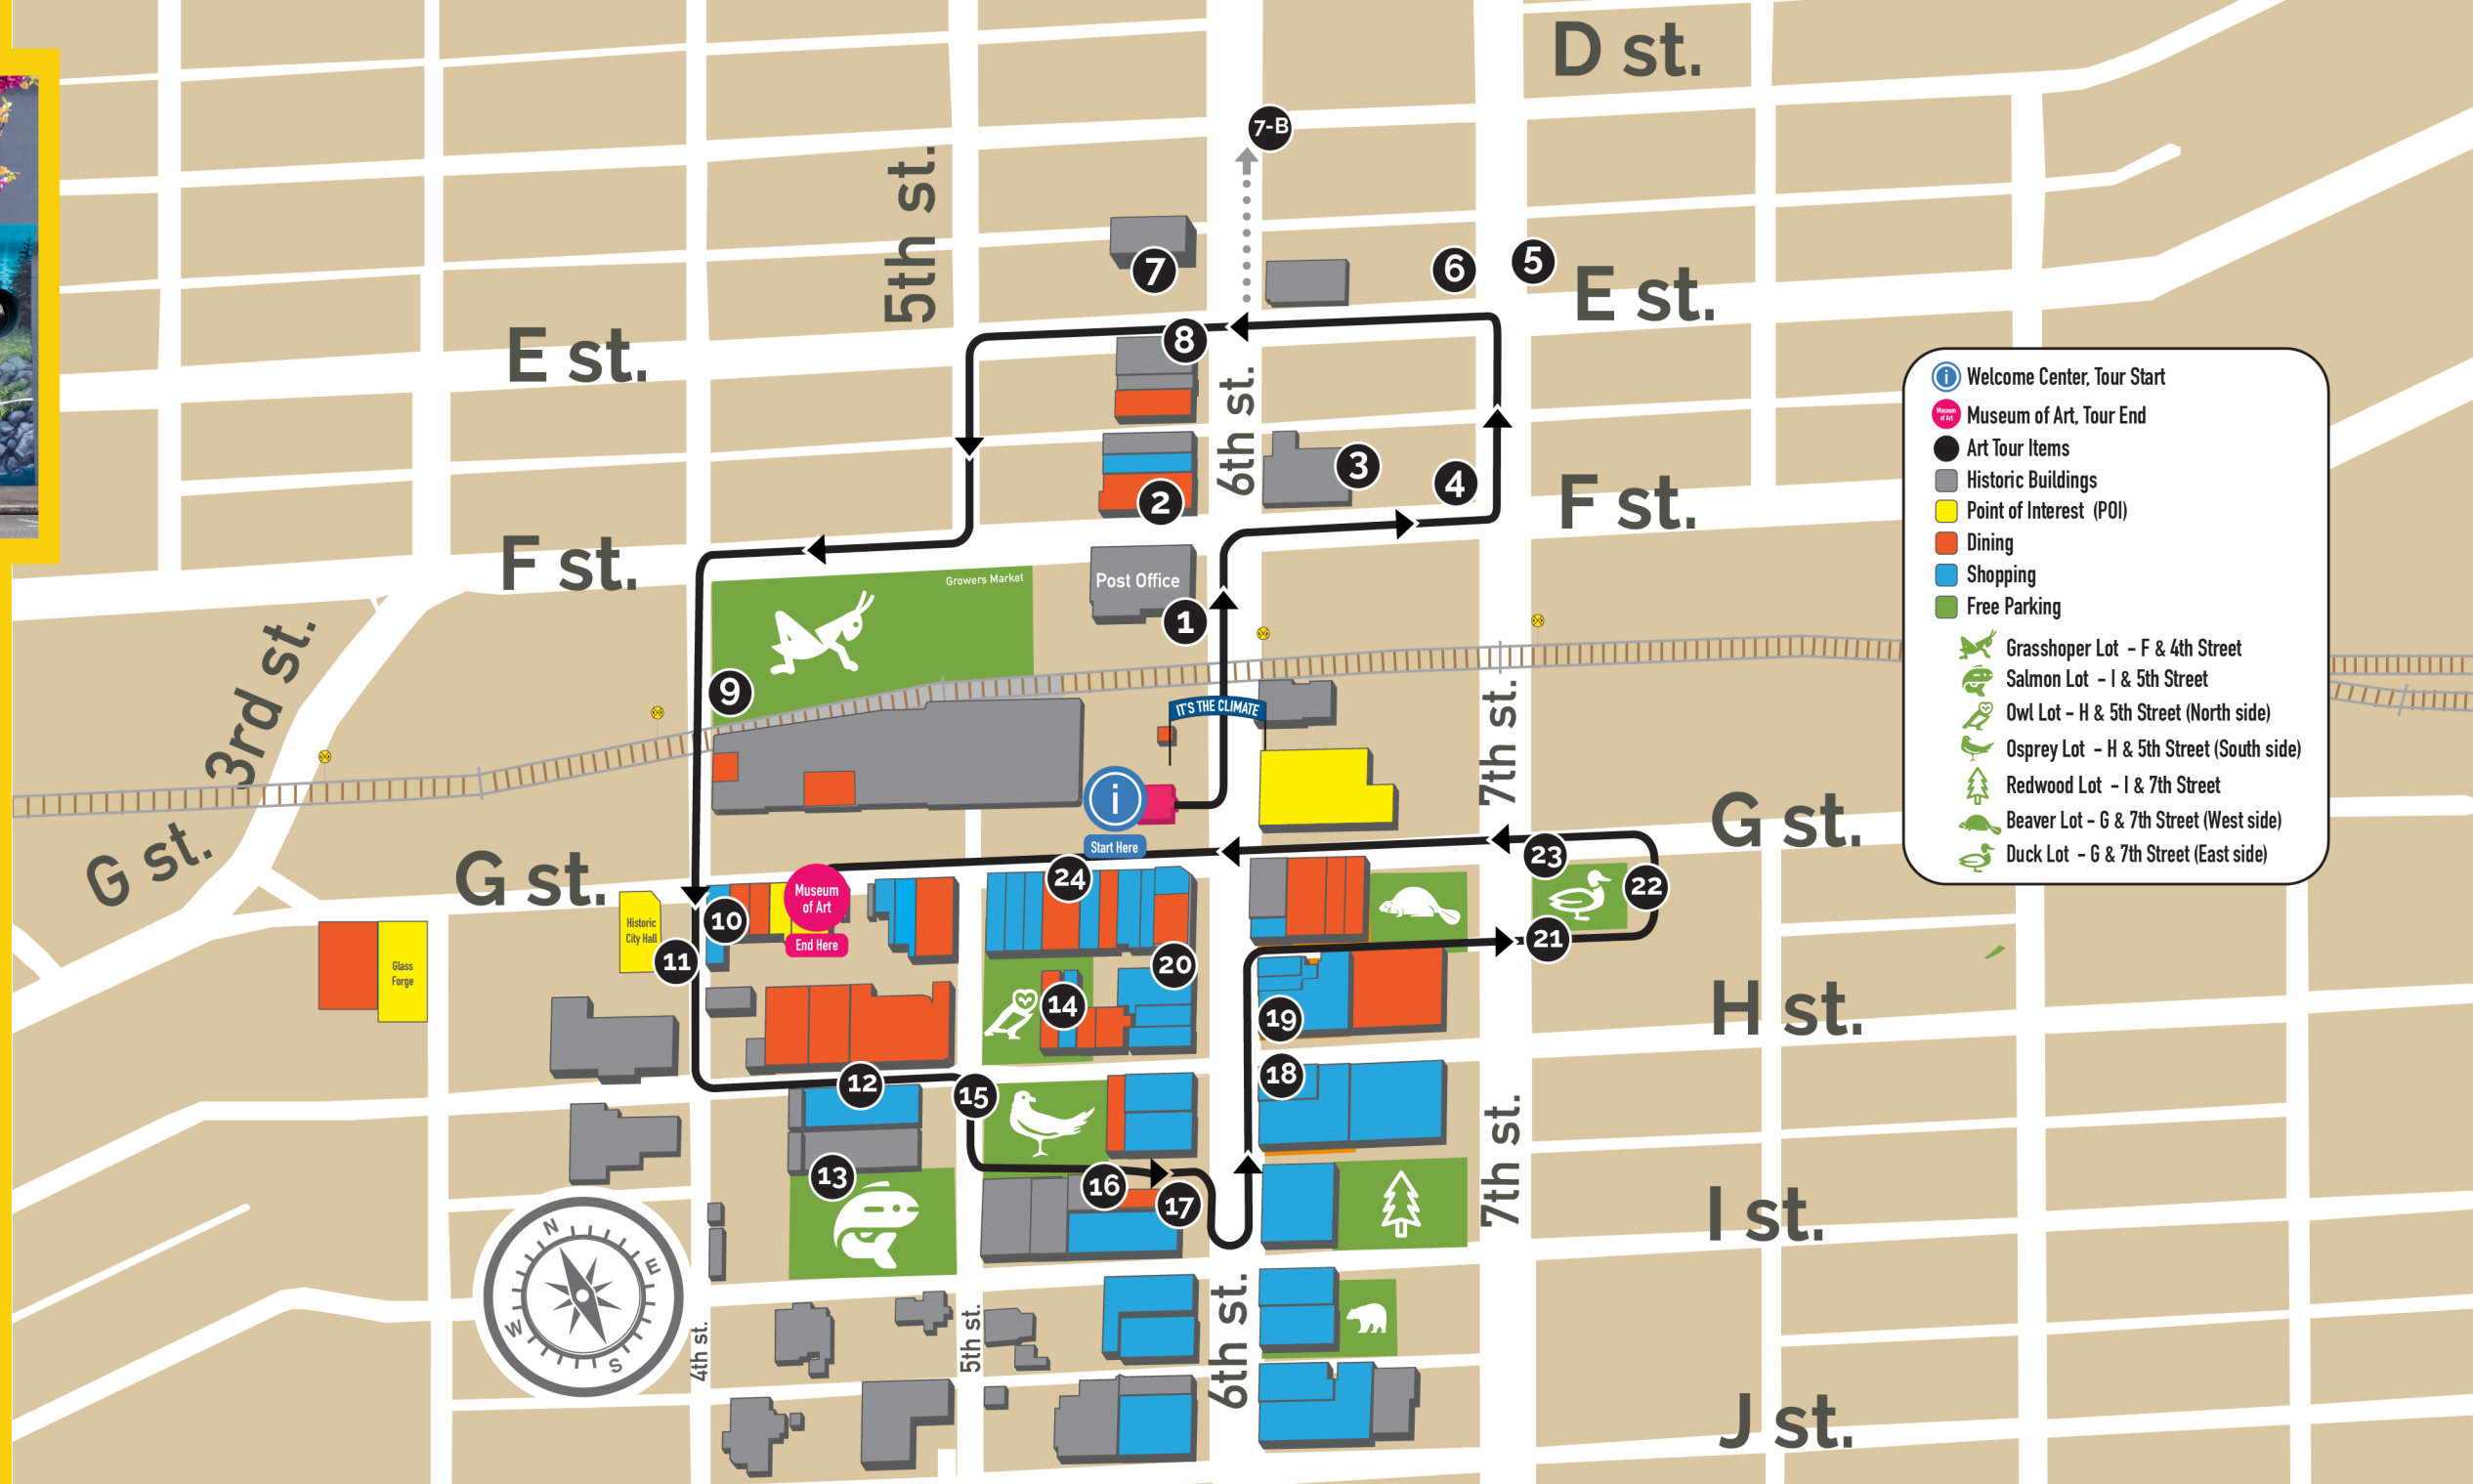 D st.
7-B
5th st.
7
6
5
E st.
E st.
8
6th st.
3
4
2
F st.
F st.
Growers Market
Post Office
1
3rd st.
9
IT'S THE CLIMATE
7th st.
i
Start Here
G st.
G st.
G st.
23
22
24
Museum
of Art
End Here
10
Historic
City Hall
11
21
20
Glass
Forge
14
19
H st.
12
15
18
7th st.
13
16
17
I st.
N
E
W
S
4th st.
5th st.
6th st.
J st.
i Welcome Center, Tour Start
Museum
of Art
Museum of Art, Tour End
Art Tour Items
Historic Buildings
Point of Interest (POI)
Dining
Shopping
Free Parking
Grasshoper Lot - F & 4th Street
Salmon Lot - I & 5th Street
Owl Lot - H & 5th Street (North side)
Osprey Lot - H & 5th Street (South side)
Redwood Lot - I & 7th Street
Beaver Lot - G & 7th Street (West side)
Duck Lot - G & 7th Street (East side)